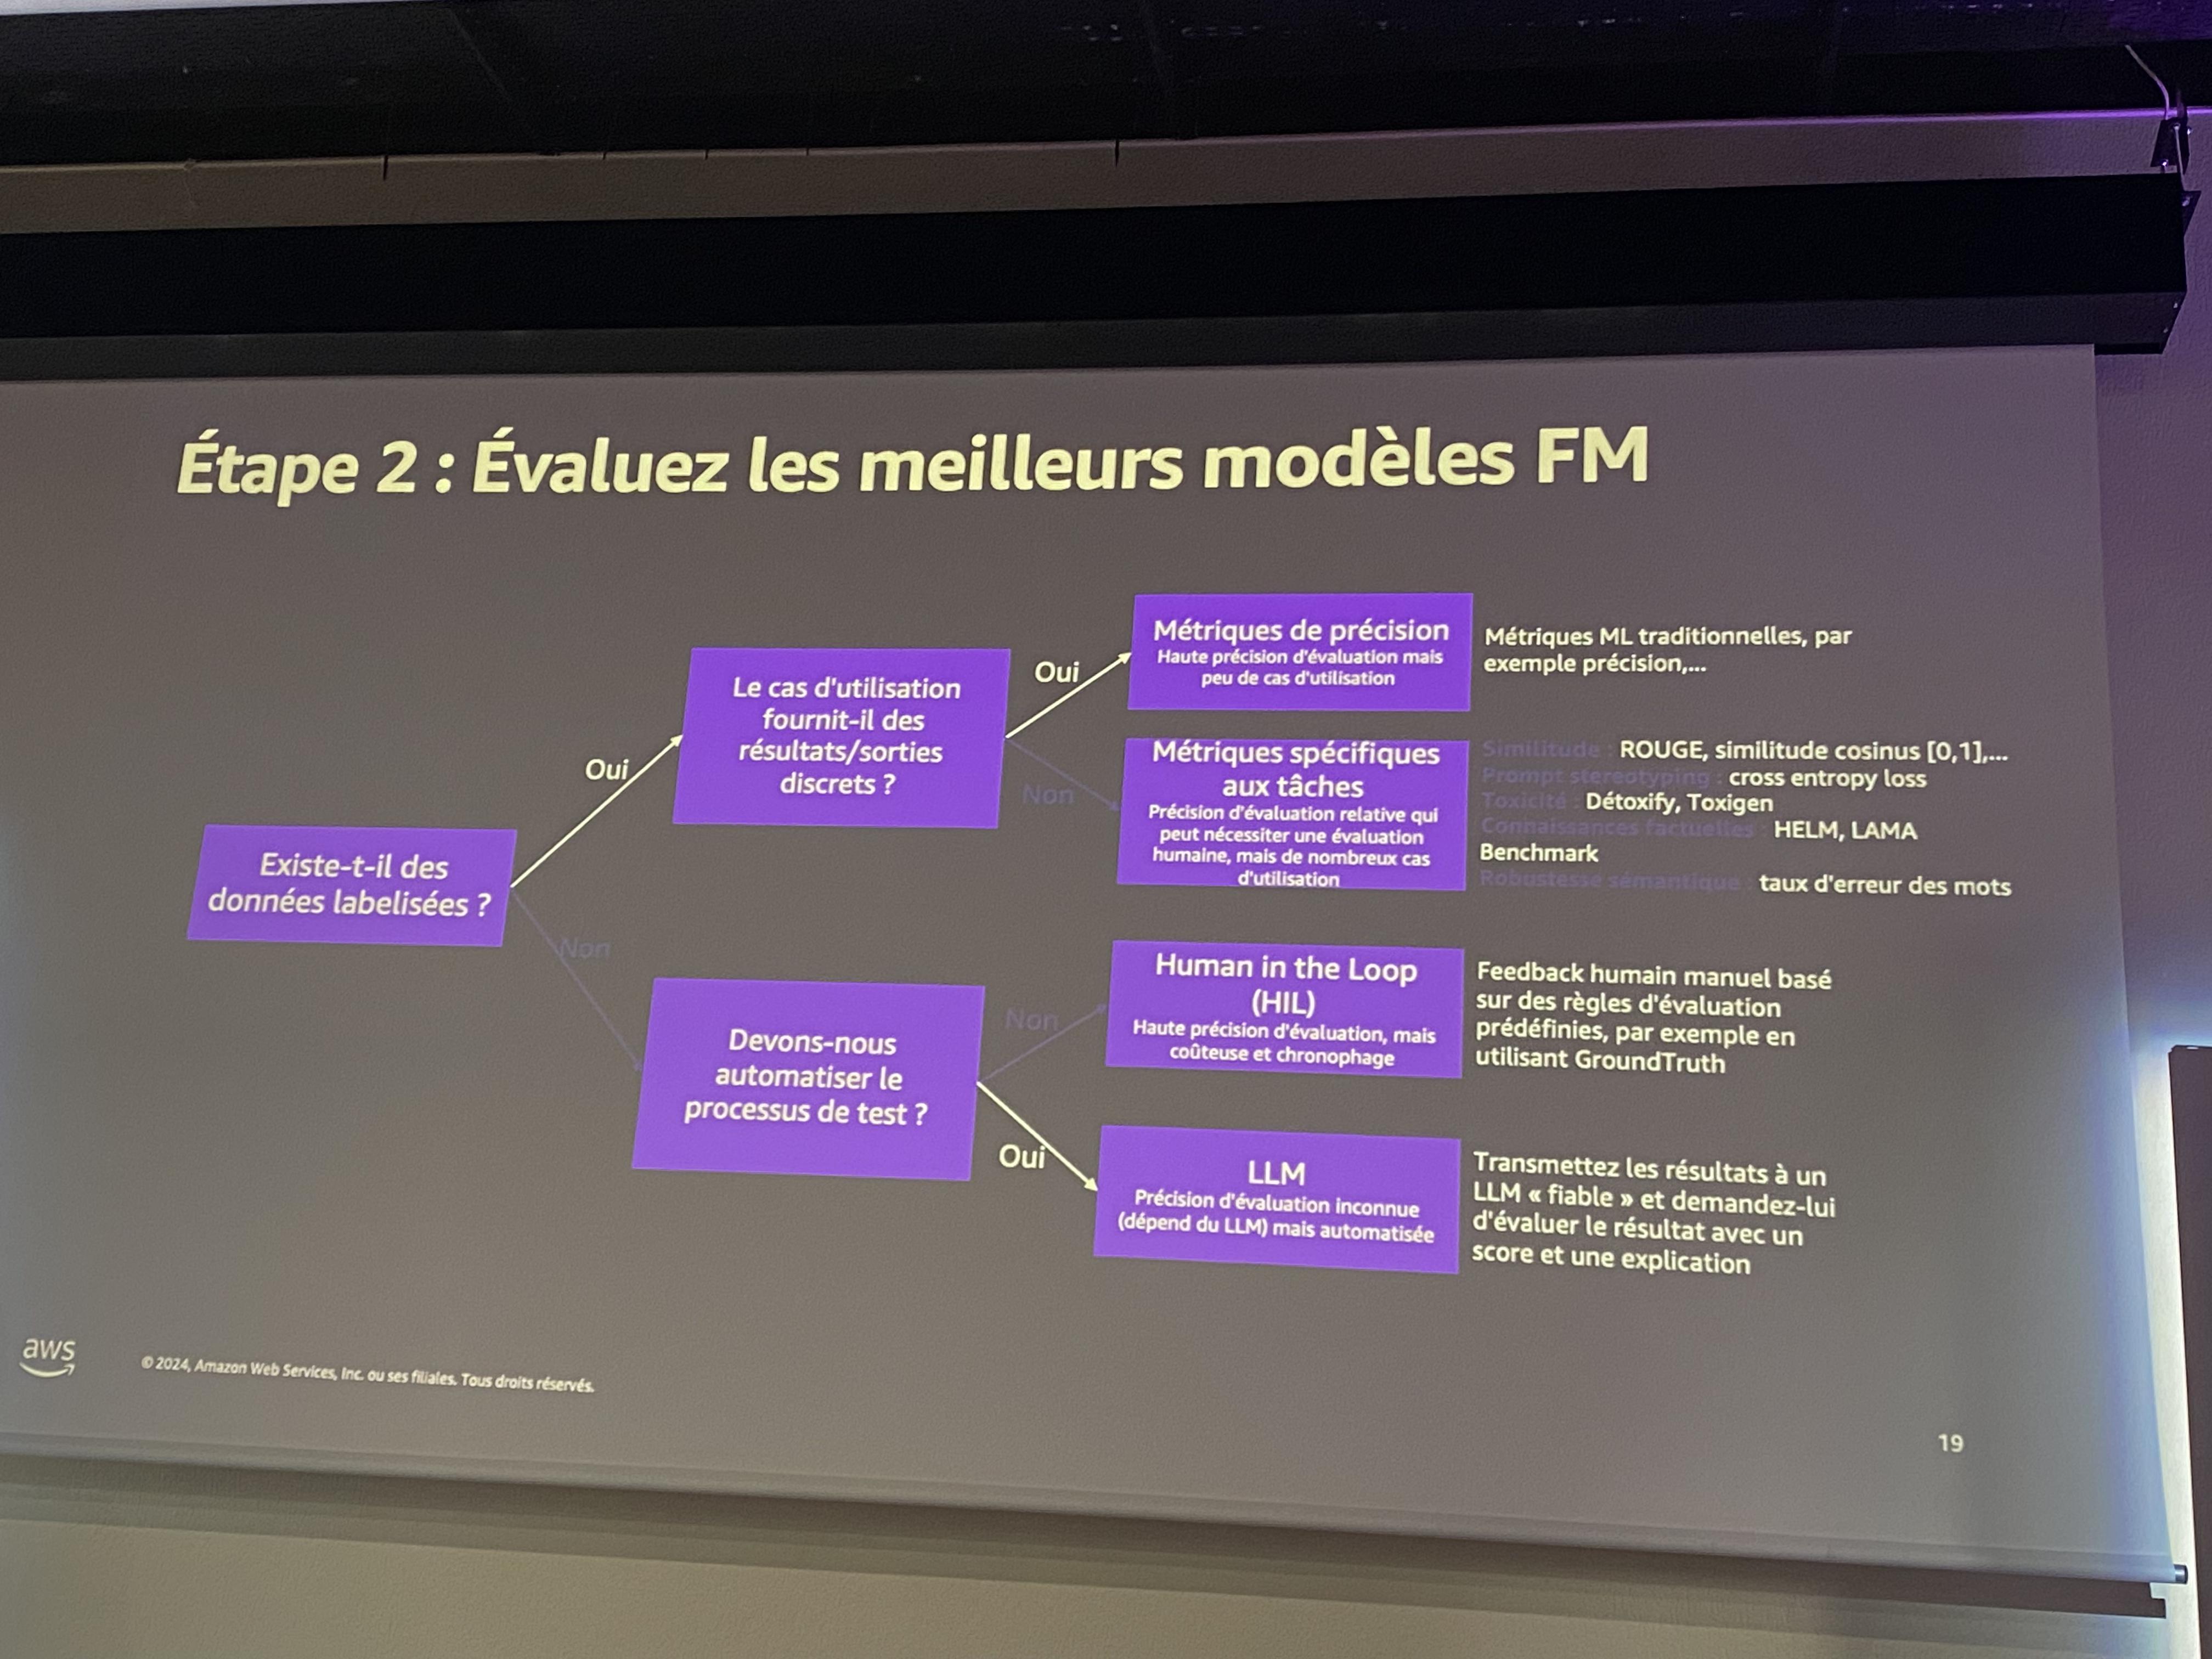 Étape 2 : Évaluez les meilleurs modèles FM
Existe-t-il des
données labelisées ?
Oui
Non
Le cas d'utilisation
fournit-il des
résultats/sorties
discrets ?
Oui
Non
Devons-nous
automatiser le
processus de test ?
Non
Oui
Métriques de précision
Haute précision d'évaluation mais
peu de cas d'utilisation
Métriques ML traditionnelles, par
exemple précision,...
Métriques spécifiques
aux tâches
Précision d'évaluation relative qui
peut nécessiter une évaluation
humaine, mais de nombreux cas
d'utilisation
Similitude : ROUGE, similitude cosinus [0,1],...
Prompt stereotyping : cross entropy loss
Toxicité : Détoxify, Toxigen
Connaissances factuelles : HELM, LAMA
Benchmark
Robustesse sémantique : taux d'erreur des mots
Human in the Loop
(HIL)
Haute précision d'évaluation, mais
coûteuse et chronophage
Feedback humain manuel basé
sur des règles d'évaluation
prédéfinies, par exemple en
utilisant GroundTruth
LLM
Précision d'évaluation inconnue
(dépend du LLM) mais automatisée
Transmettez les résultats à un
LLM « fiable » et demandez-lui
d'évaluer le résultat avec un
score et une explication
aws
© 2024, Amazon Web Services, Inc. ou ses filiales. Tous droits réservés.
19